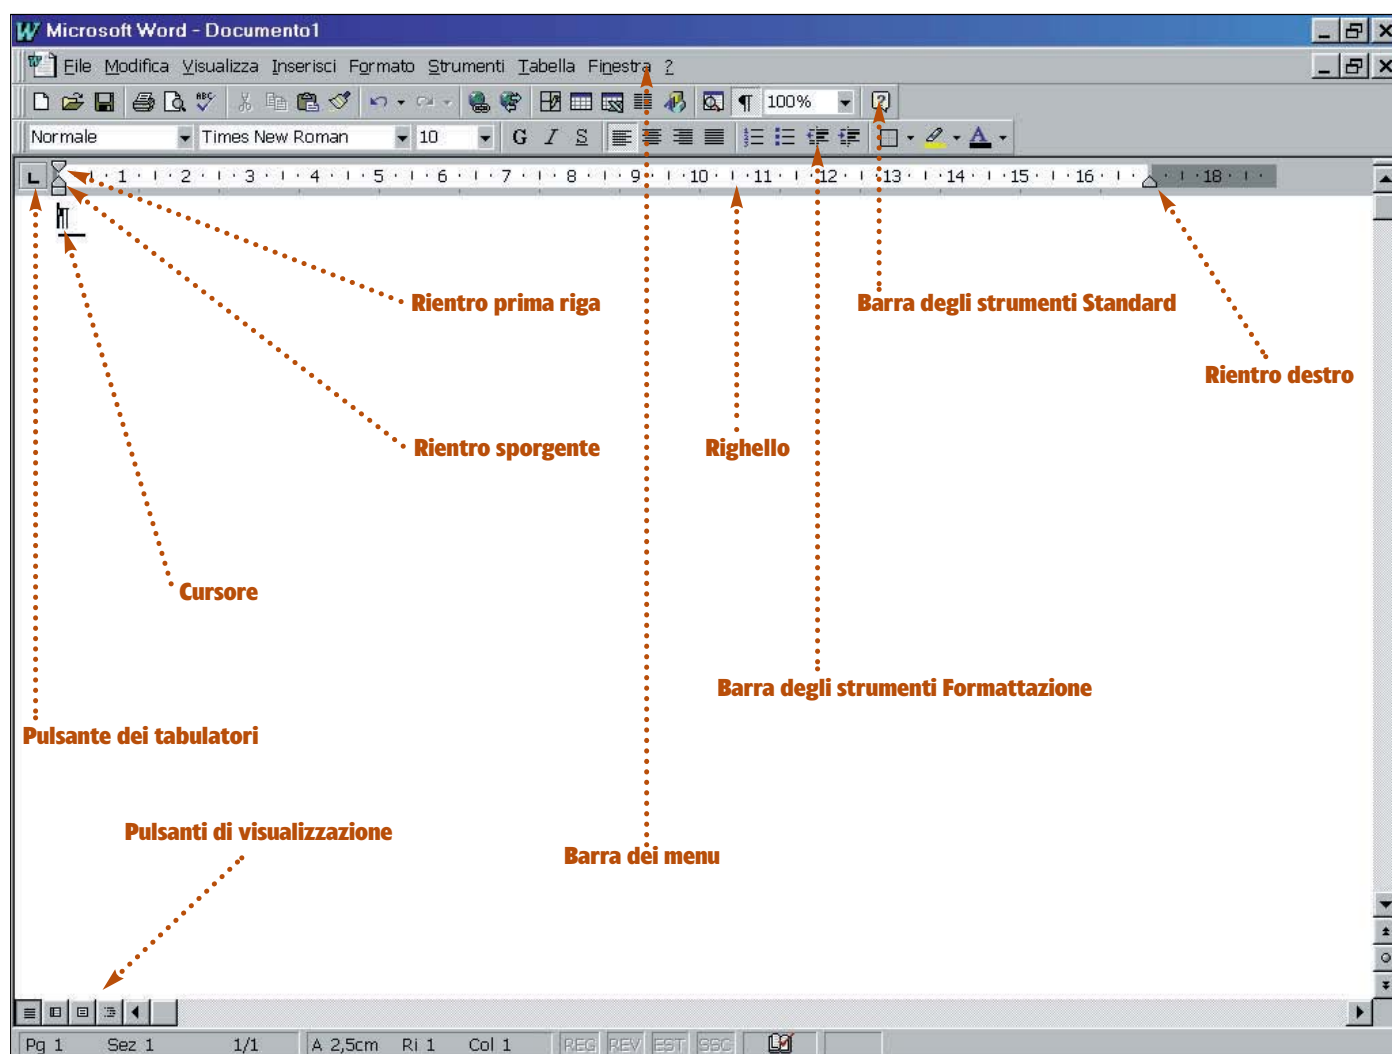 Microsoft Word - Documento1
File Modifica Visualizza Inserisci Formato Strumenti Tabella Finestra ?
100%
Normale Times New Roman 10 G I S
1 2 3 4 5 6 7 8 9 10 11 12 13 14 15 16 18
¶
Rientro prima riga
Barra degli strumenti Standard
Rientro destro
Rientro sporgente
Righello
Cursore
Barra degli strumenti Formattazione
Pulsante dei tabulatori
Pulsanti di visualizzazione
Barra dei menu
Pg 1 Sez 1 1/1 A 2,5cm Ri 1 Col 1 REG REV EST SSC